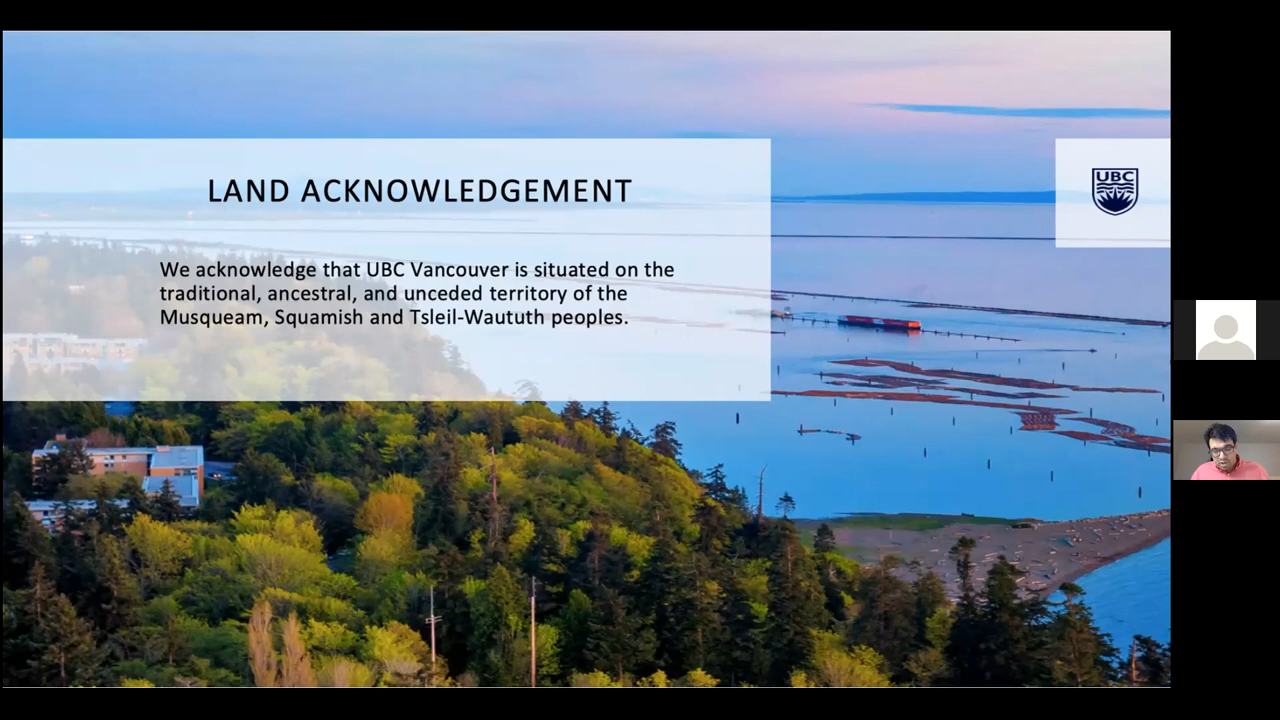 LAND ACKNOWLEDGEMENT
UBC
We acknowledge that UBC Vancouver is situated on the
traditional, ancestral, and unceded territory of the
Musqueam, Squamish and Tsleil-Waututh peoples.